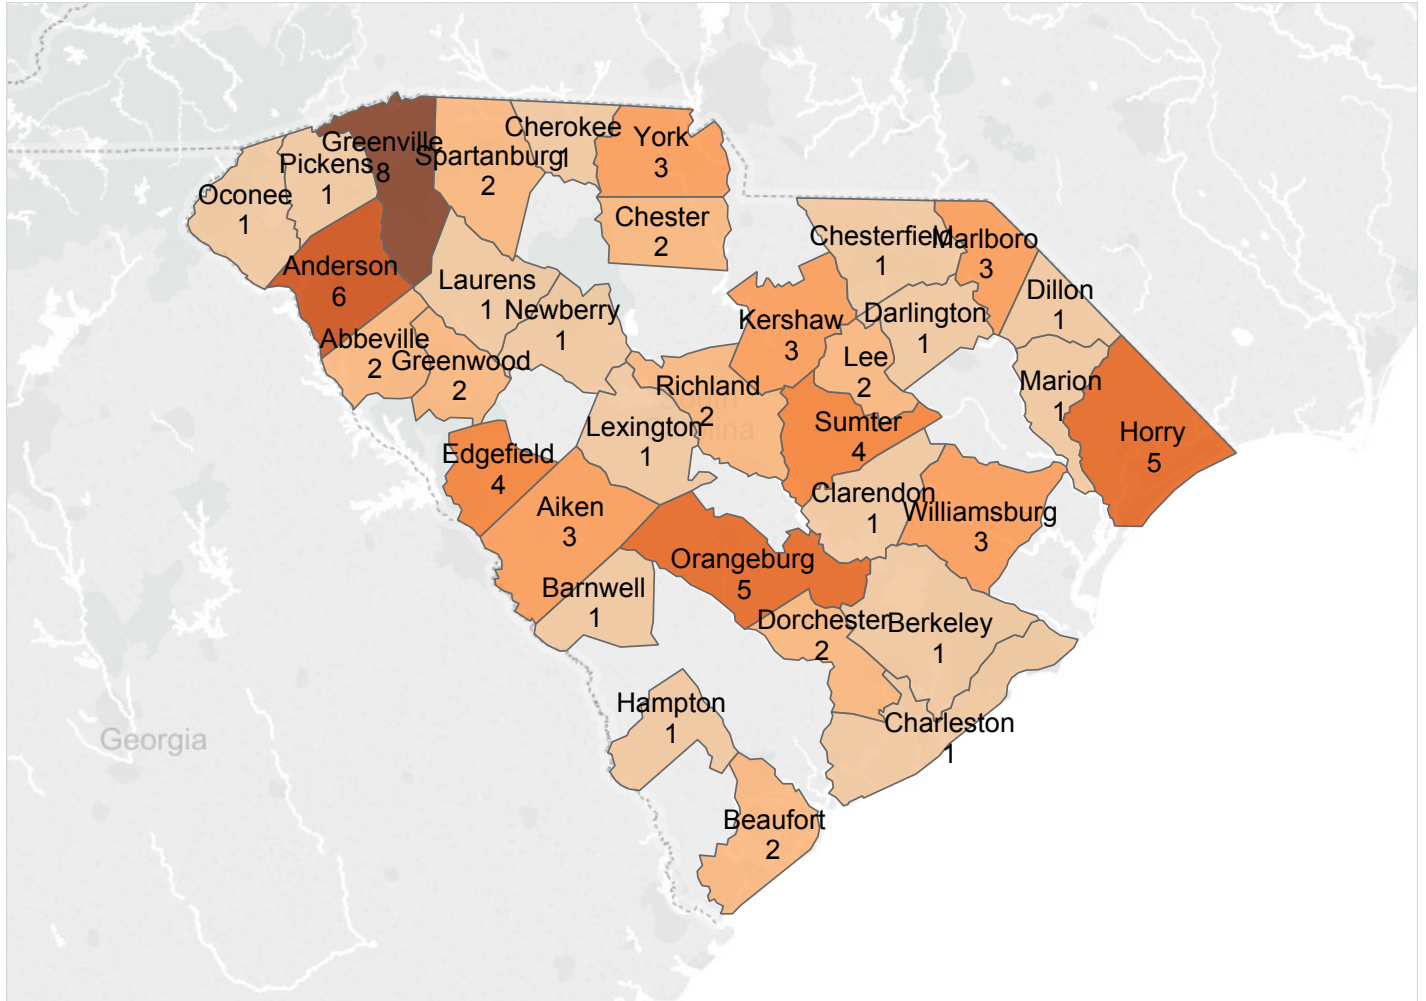 Greenville
8
Spartanburg
2
Cherokee
1
York
3
Pickens
1
Oconee
1
Chester
2
Anderson
6
Laurens
1
Newberry
1
Abbeville
2
Greenwood
2
Chesterfield
1
Marlboro
3
Dillon
1
Darlington
1
Kershaw
3
Lee
2
Richland
2
South
Marion
1
Horry
5
Sumter
4
Lexington
1
Edgefield
4
Aiken
3
Clarendon
1
Williamsburg
3
Orangeburg
5
Barnwell
1
Dorchester
2
Berkeley
1
Charleston
1
Hampton
1
Georgia
Beaufort
2